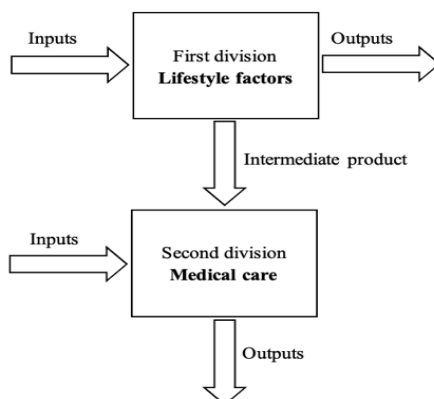 Inputs
First division
Lifestyle factors
Outputs
Intermediate product
Inputs
Second division
Medical care
Outputs